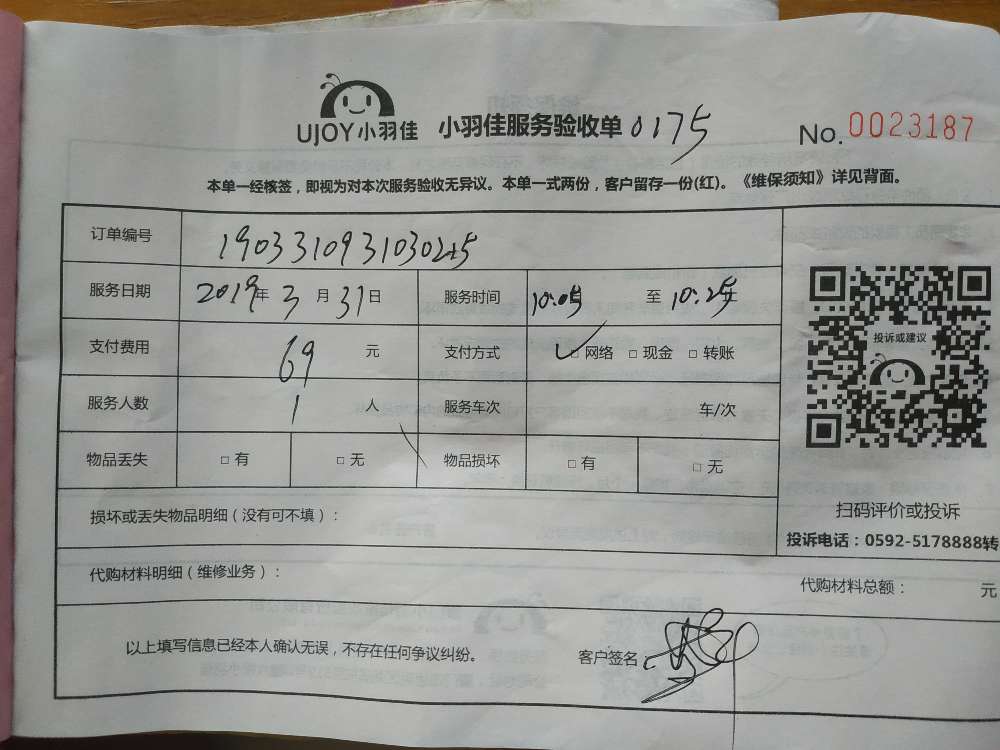 UJOY小羽佳 小羽佳服务验收单 0175 No. 0023187
本单一经核签，即视为对本次服务验收无异议。本单一式两份，客户留存一份(红)。《维保须知》详见背面。
订单编号 190331093103025
服务日期 2019年 3 月 31 日 服务时间 10:05 至 10:25
支付费用 69 元 支付方式 □ 网络 □ 现金 □ 转账
投诉或建议
服务人数 1 人 服务车次 车/次
物品丢失 □ 有 □ 无 物品损坏 □ 有 □ 无
损坏或丢失物品明细（没有可不填）：
扫码评价或投诉
投诉电话：0592-5178888转
代购材料明细（维修业务）： 代购材料总额： 元
以上填写信息已经本人确认无误，不存在任何争议纠纷。 客户签名：